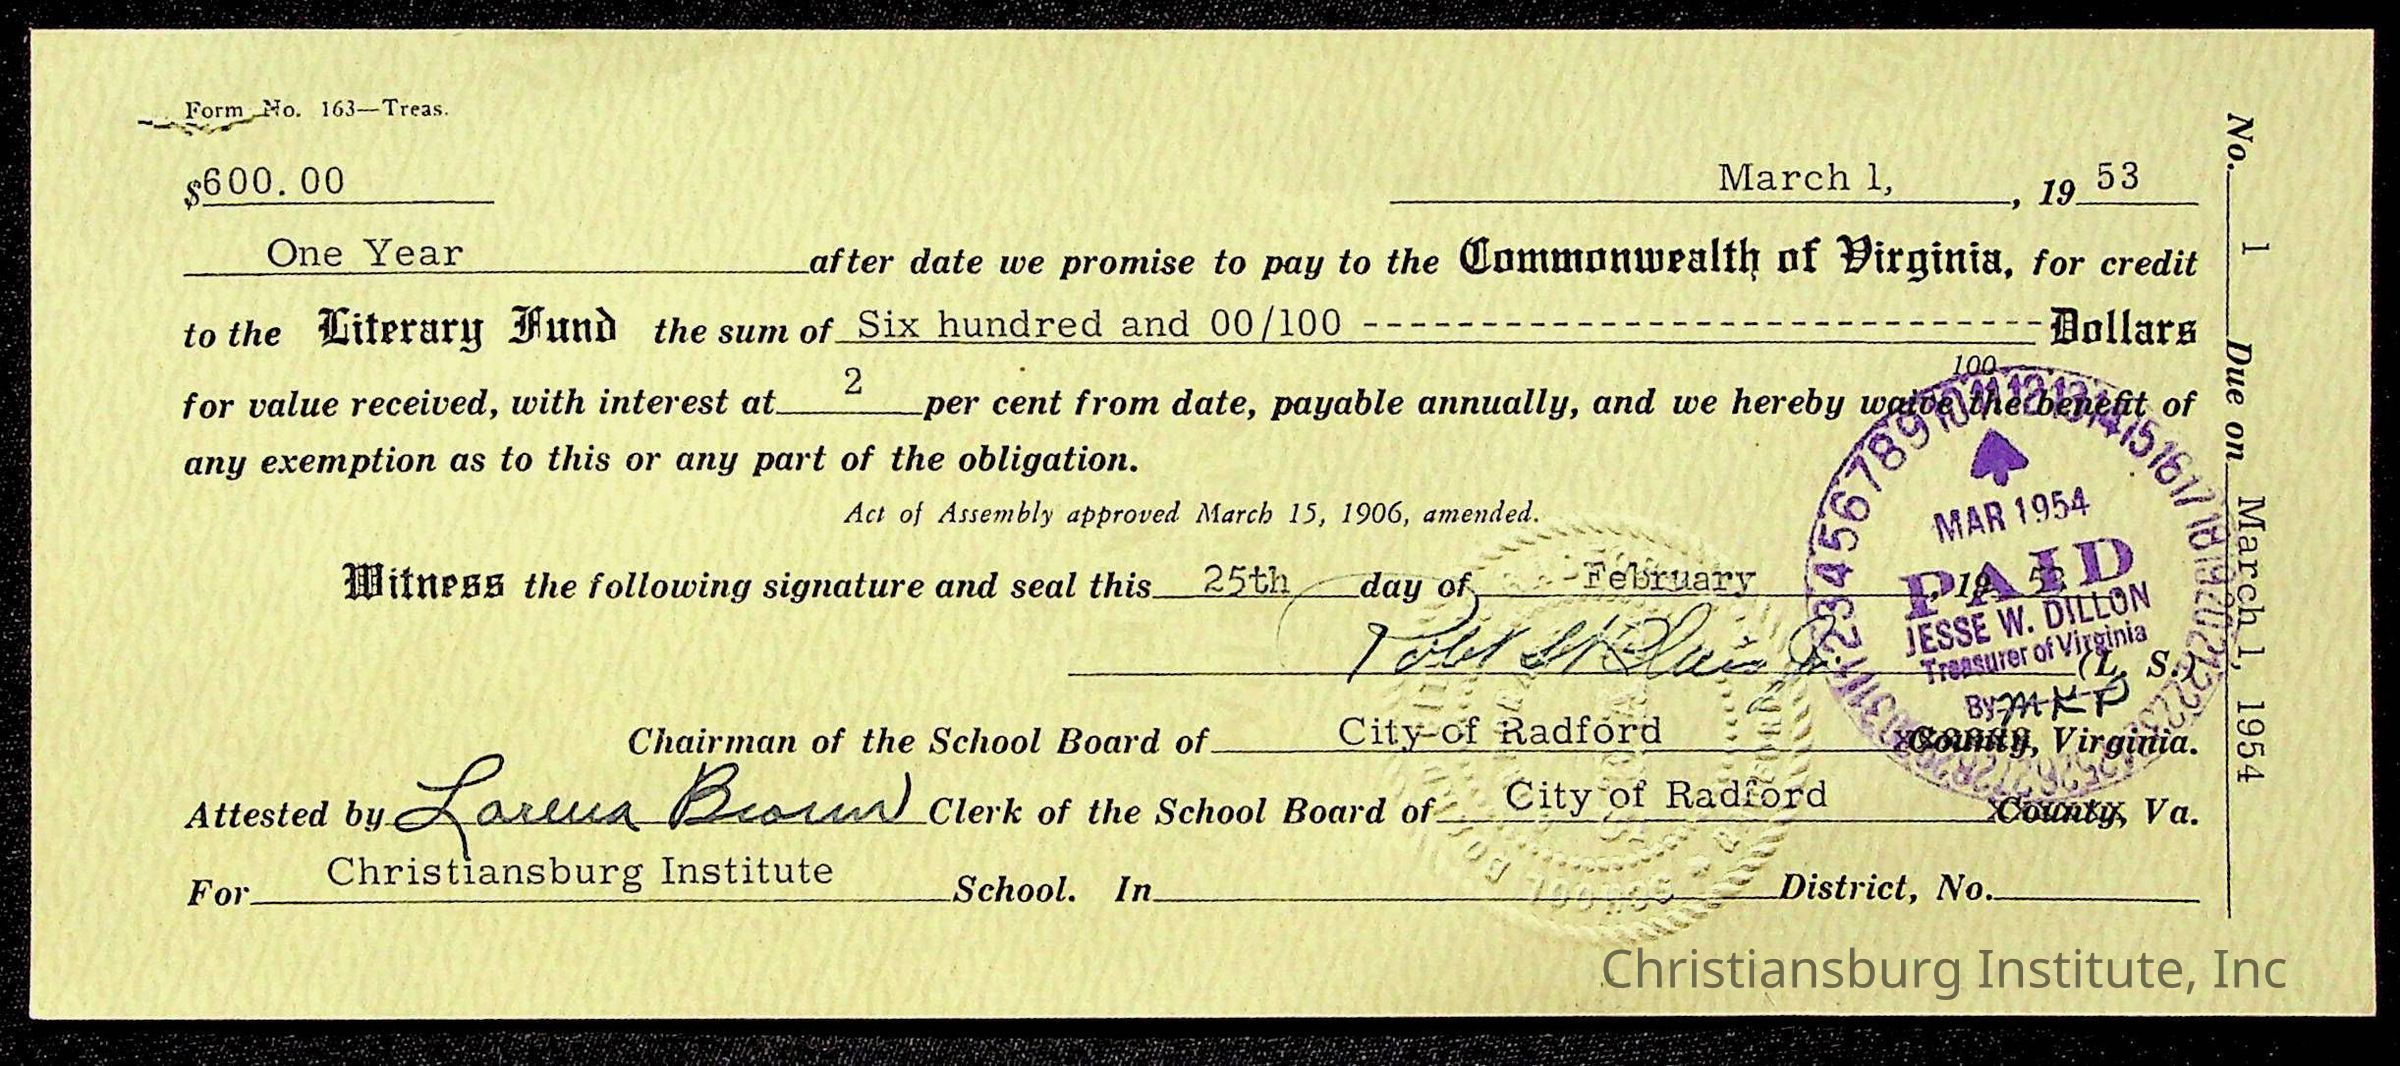 Form No. 163—Treas.
$600.00
March 1, , 19 53
One Year after date we promise to pay to the Commonwealth of Virginia, for credit
to the Literary Fund the sum of Six hundred and 00/100 ------------------------------ Dollars
100
for value received, with interest at 2 per cent from date, payable annually, and we hereby waive the benefit of
any exemption as to this or any part of the obligation.
Act of Assembly approved March 15, 1906, amended.
Witness the following signature and seal this 25th day of February , 19
(L. S.)
Chairman of the School Board of City of Radford County, Virginia.
Attested by Lorena Brown Clerk of the School Board of City of Radford County, Va.
For Christiansburg Institute School. In District, No.
No. 1 Due on March 1, 1954
MAR 1954
PAID
JESSE W. DILLON
Treasurer of Virginia
By MKP
Christiansburg Institute, Inc